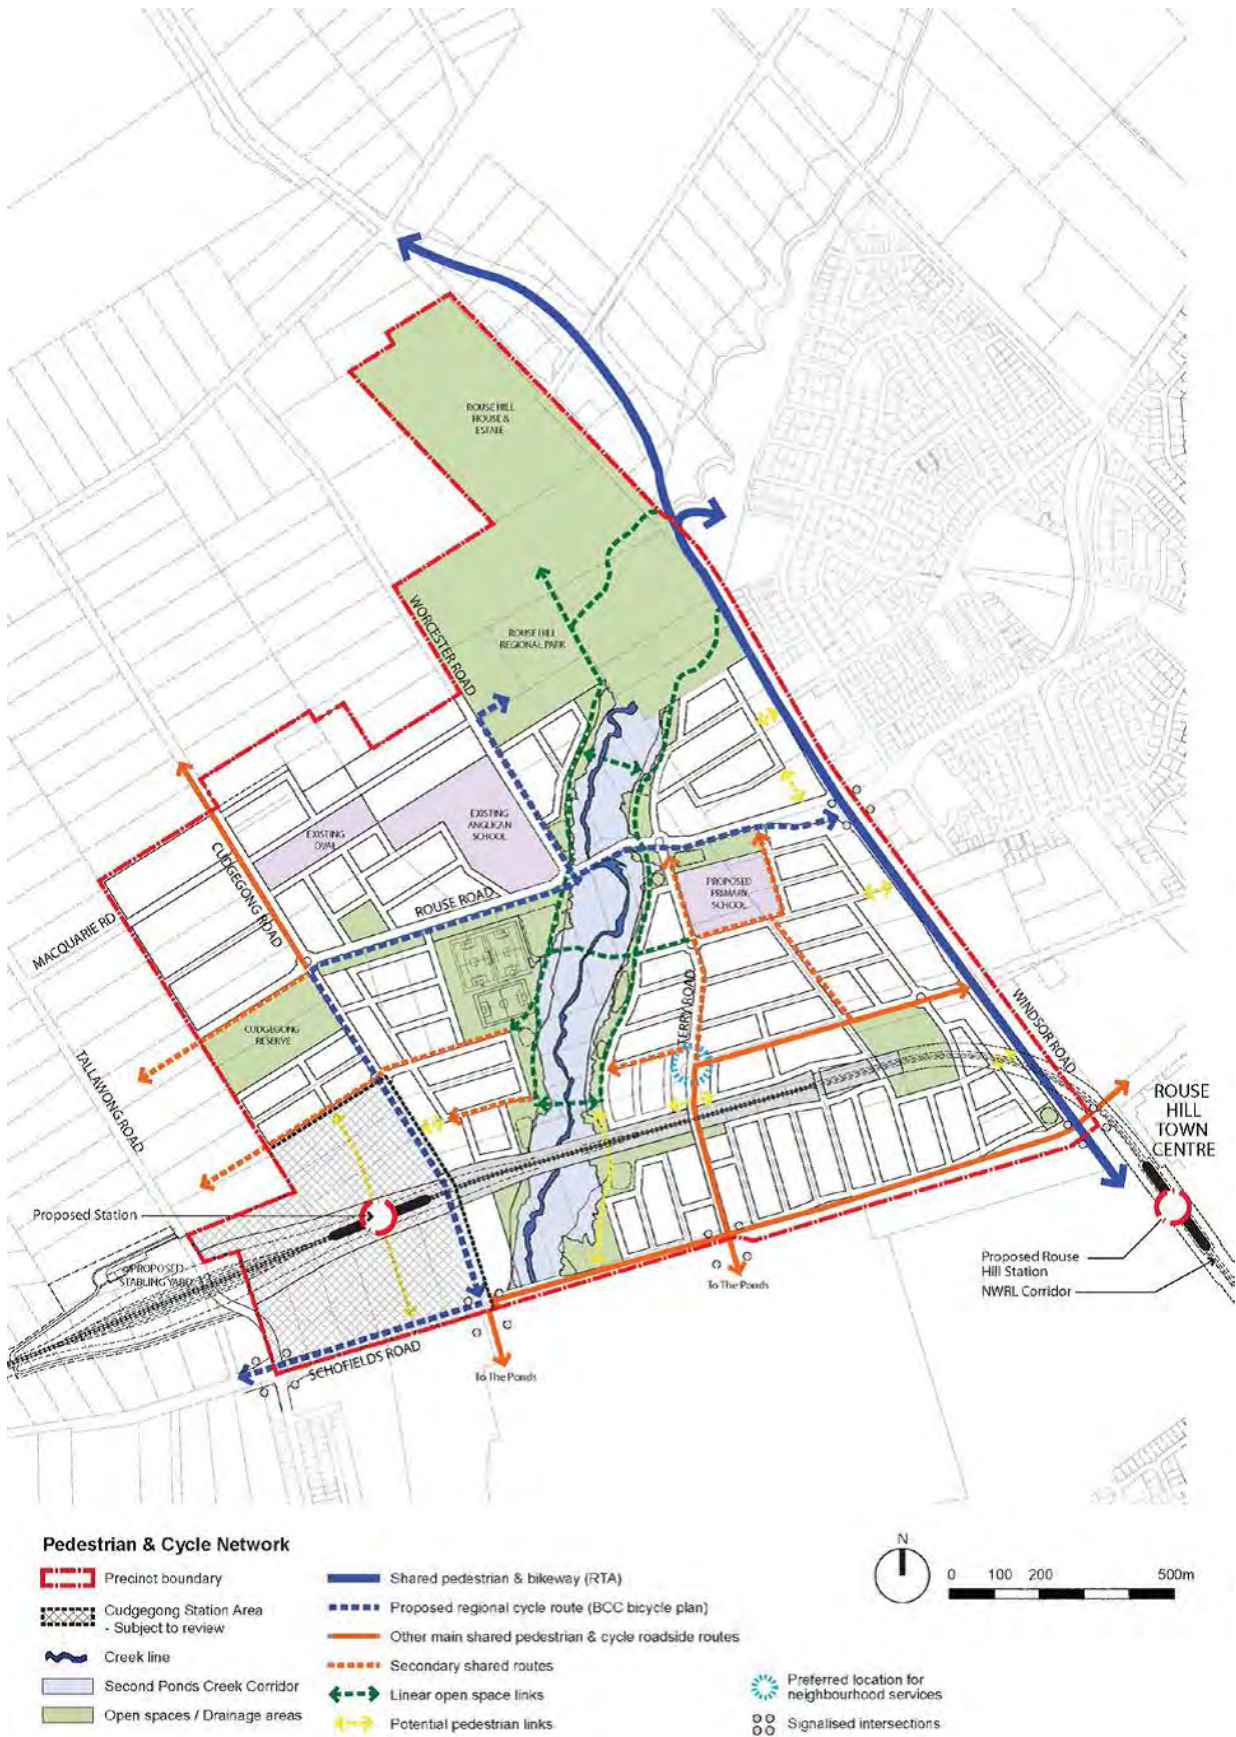 ROUSE HILL
HOUSE &
ESTATE
WORCESTER ROAD
ROUSE HILL
REGIONAL PARK
EXISTING
ANGLICAN
SCHOOL
EXISTING
OVAL
CUDGEGONG ROAD
ROUSE ROAD
PROPOSED
PRIMARY
SCHOOL
MACQUARIE RD
CUDGEGONG
RESERVE
TERRY ROAD
WINDSOR ROAD
TALLAWONG ROAD
ROUSE
HILL
TOWN
CENTRE
Proposed Station
PROPOSED
STABLING YARD
Proposed Rouse
Hill Station
NWRL Corridor
To The Ponds
SCHOFIELDS ROAD
To The Ponds
Pedestrian & Cycle Network
Precinct boundary
Cudgegong Station Area
- Subject to review
Creek line
Second Ponds Creek Corridor
Open spaces / Drainage areas
Shared pedestrian & bikeway (RTA)
Proposed regional cycle route (BCC bicycle plan)
Other main shared pedestrian & cycle roadside routes
Secondary shared routes
Linear open space links
Potential pedestrian links
Preferred location for
neighbourhood services
Signalised intersections
N
0 100 200 500m